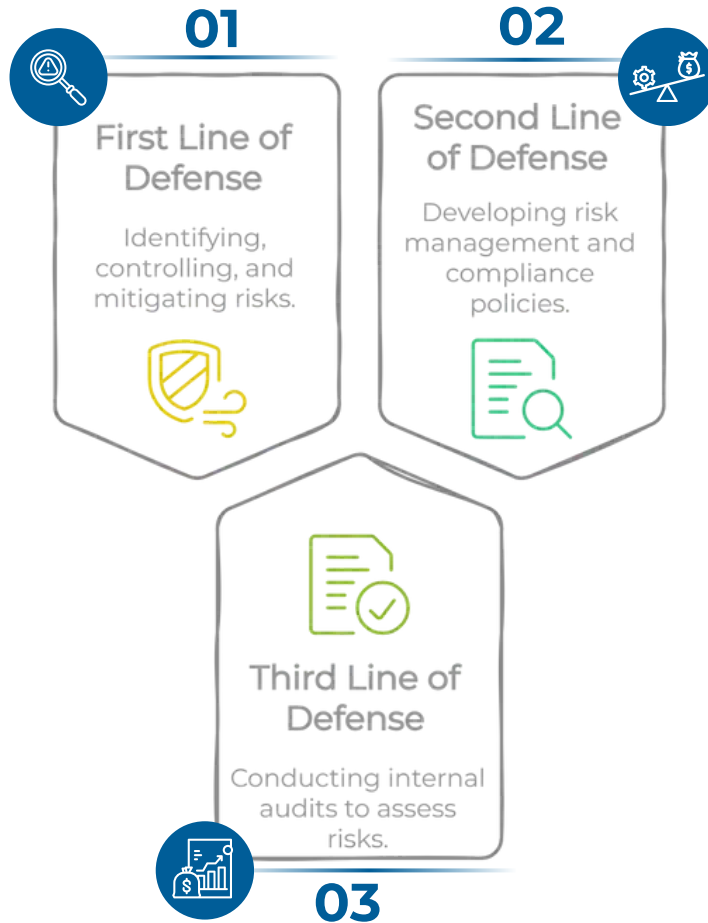 01
First Line of
Defense
Identifying,
controlling, and
mitigating risks.
02
Second Line
of Defense
Developing risk
management and
compliance
policies.
Third Line of
Defense
Conducting internal
audits to assess
risks.
03